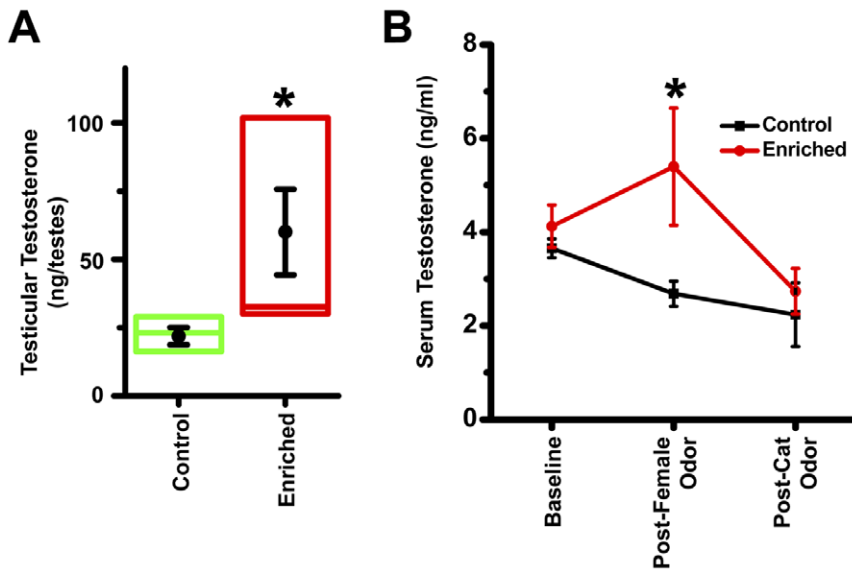 A
Testicular Testosterone
(ng/testes)
100
50
0
*
Control
Enriched
B
Serum Testosterone (ng/ml)
8
6
4
2
0
*
Control
Enriched
Baseline
Post-Female
Odor
Post-Cat
Odor